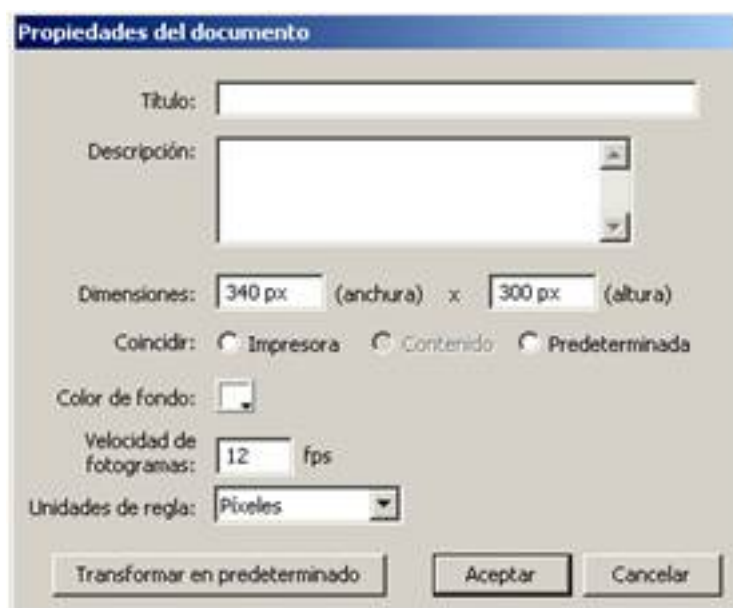 Propiedades del documento
Título:
Descripción:
Dimensiones: 340 px (anchura) x 300 px (altura)
Coincidir: Impresora Contenido Predeterminada
Color de fondo:
Velocidad de
fotogramas: 12 fps
Unidades de regla: Píxeles
Transformar en predeterminado Aceptar Cancelar